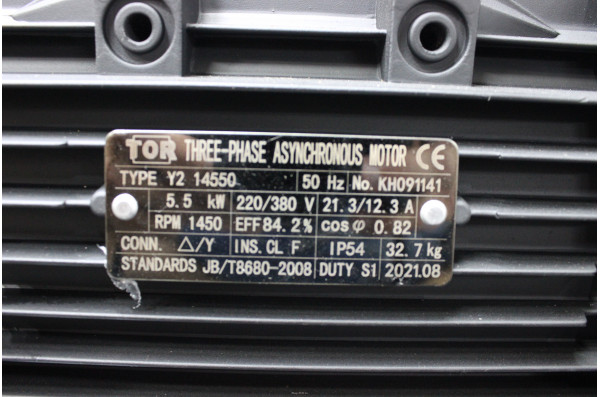 TOR THREE-PHASE ASYNCHRONOUS MOTOR CE
TYPE Y2 14550 50 Hz No. KH091141
5.5 kW 220/380 V 21.3/12.3 A
RPM 1450 EFF 84.2% cos φ 0.82
CONN. △/Y INS. CL F IP54 32.7kg
STANDARDS JB/T8680-2008 DUTY S1 2021.08